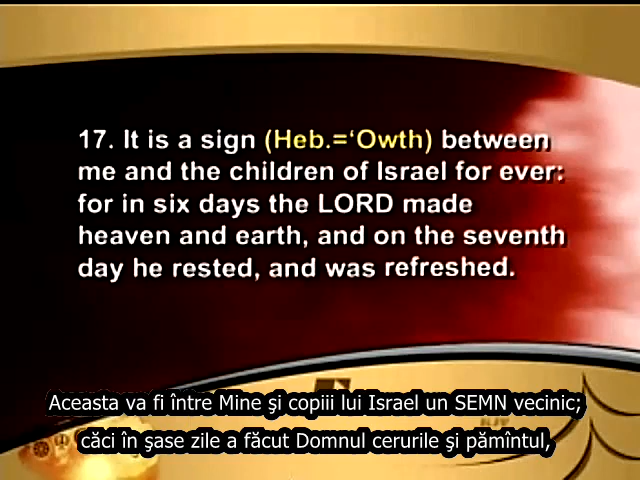 17. It is a sign (Heb.=‘Owth) between
me and the children of Israel for ever:
for in six days the LORD made
heaven and earth, and on the seventh
day he rested, and was refreshed.
Aceasta va fi între Mine şi copiii lui Israel un SEMN vecinic;
căci în şase zile a făcut Domnul cerurile şi pămîntul,